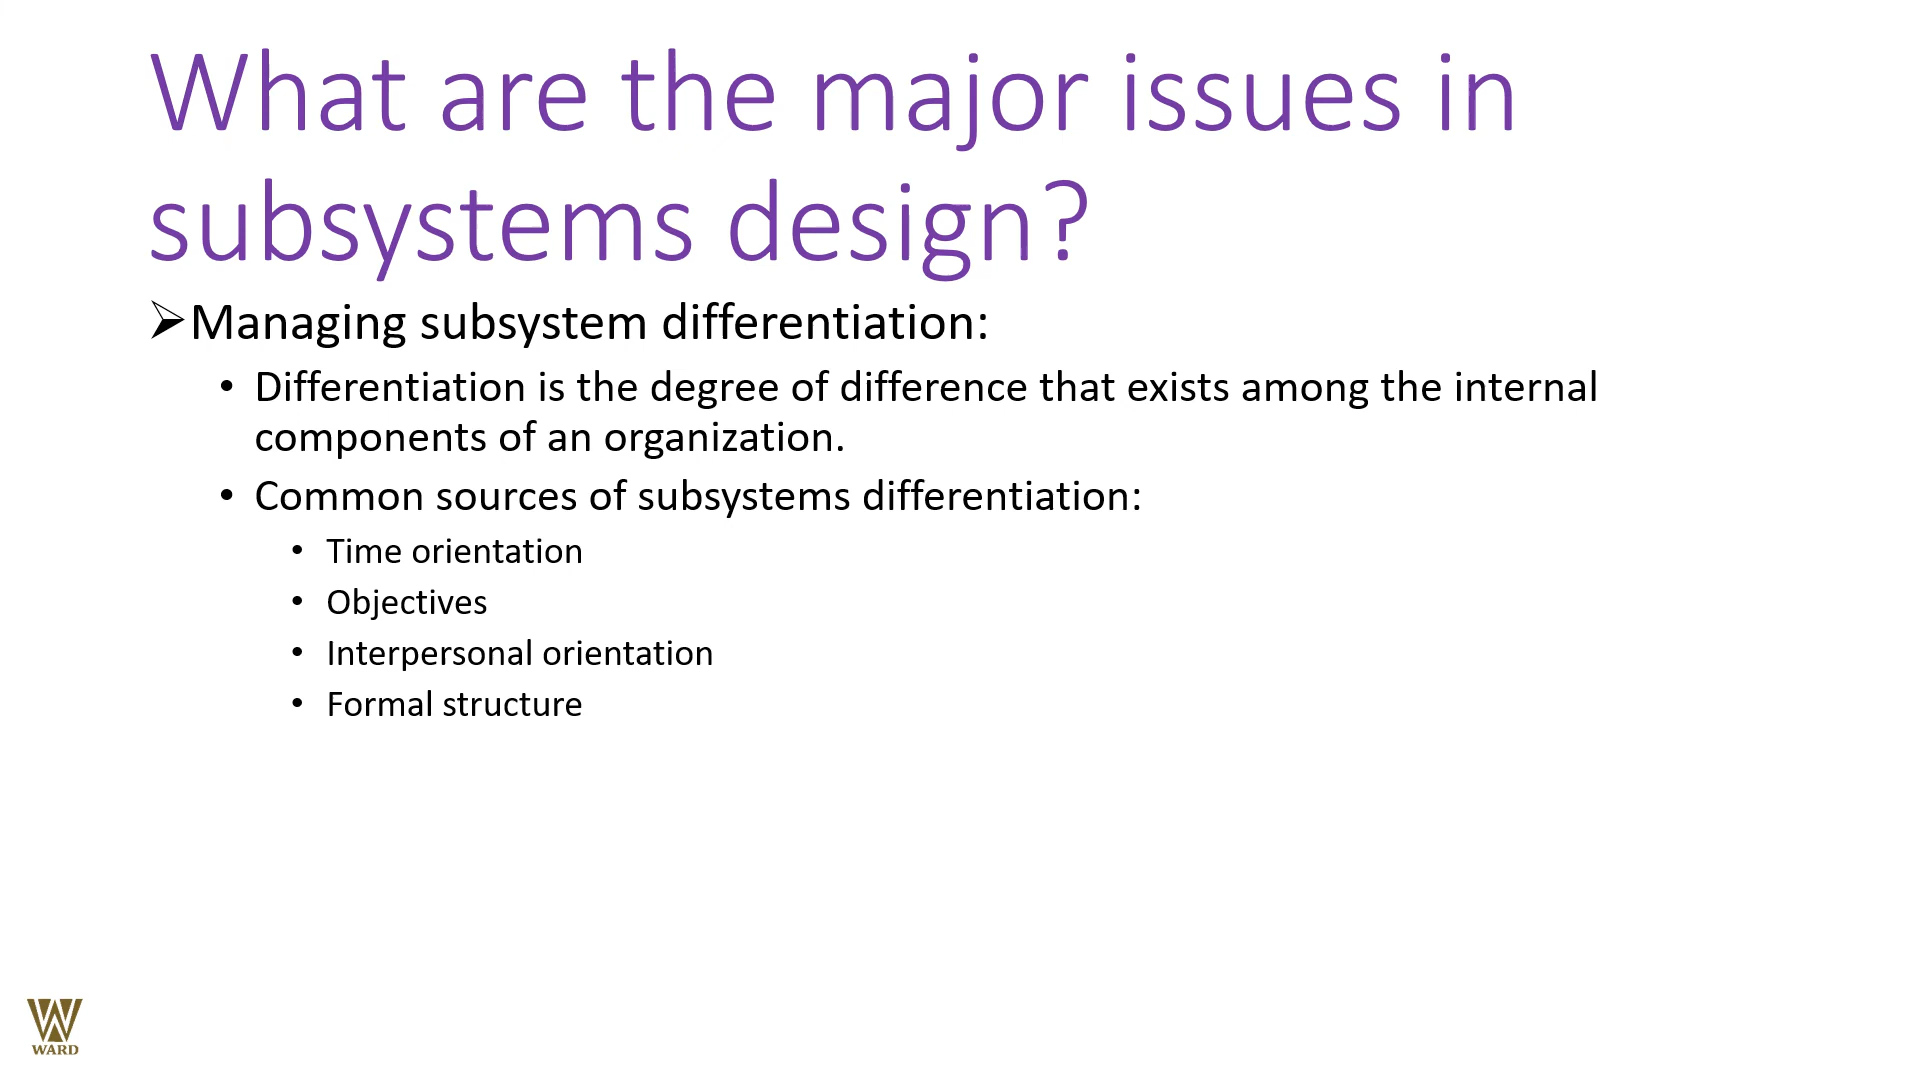 What are the major issues in
subsystems design?
➢Managing subsystem differentiation:
• Differentiation is the degree of difference that exists among the internal
components of an organization.
• Common sources of subsystems differentiation:
• Time orientation
• Objectives
• Interpersonal orientation
• Formal structure
WARD